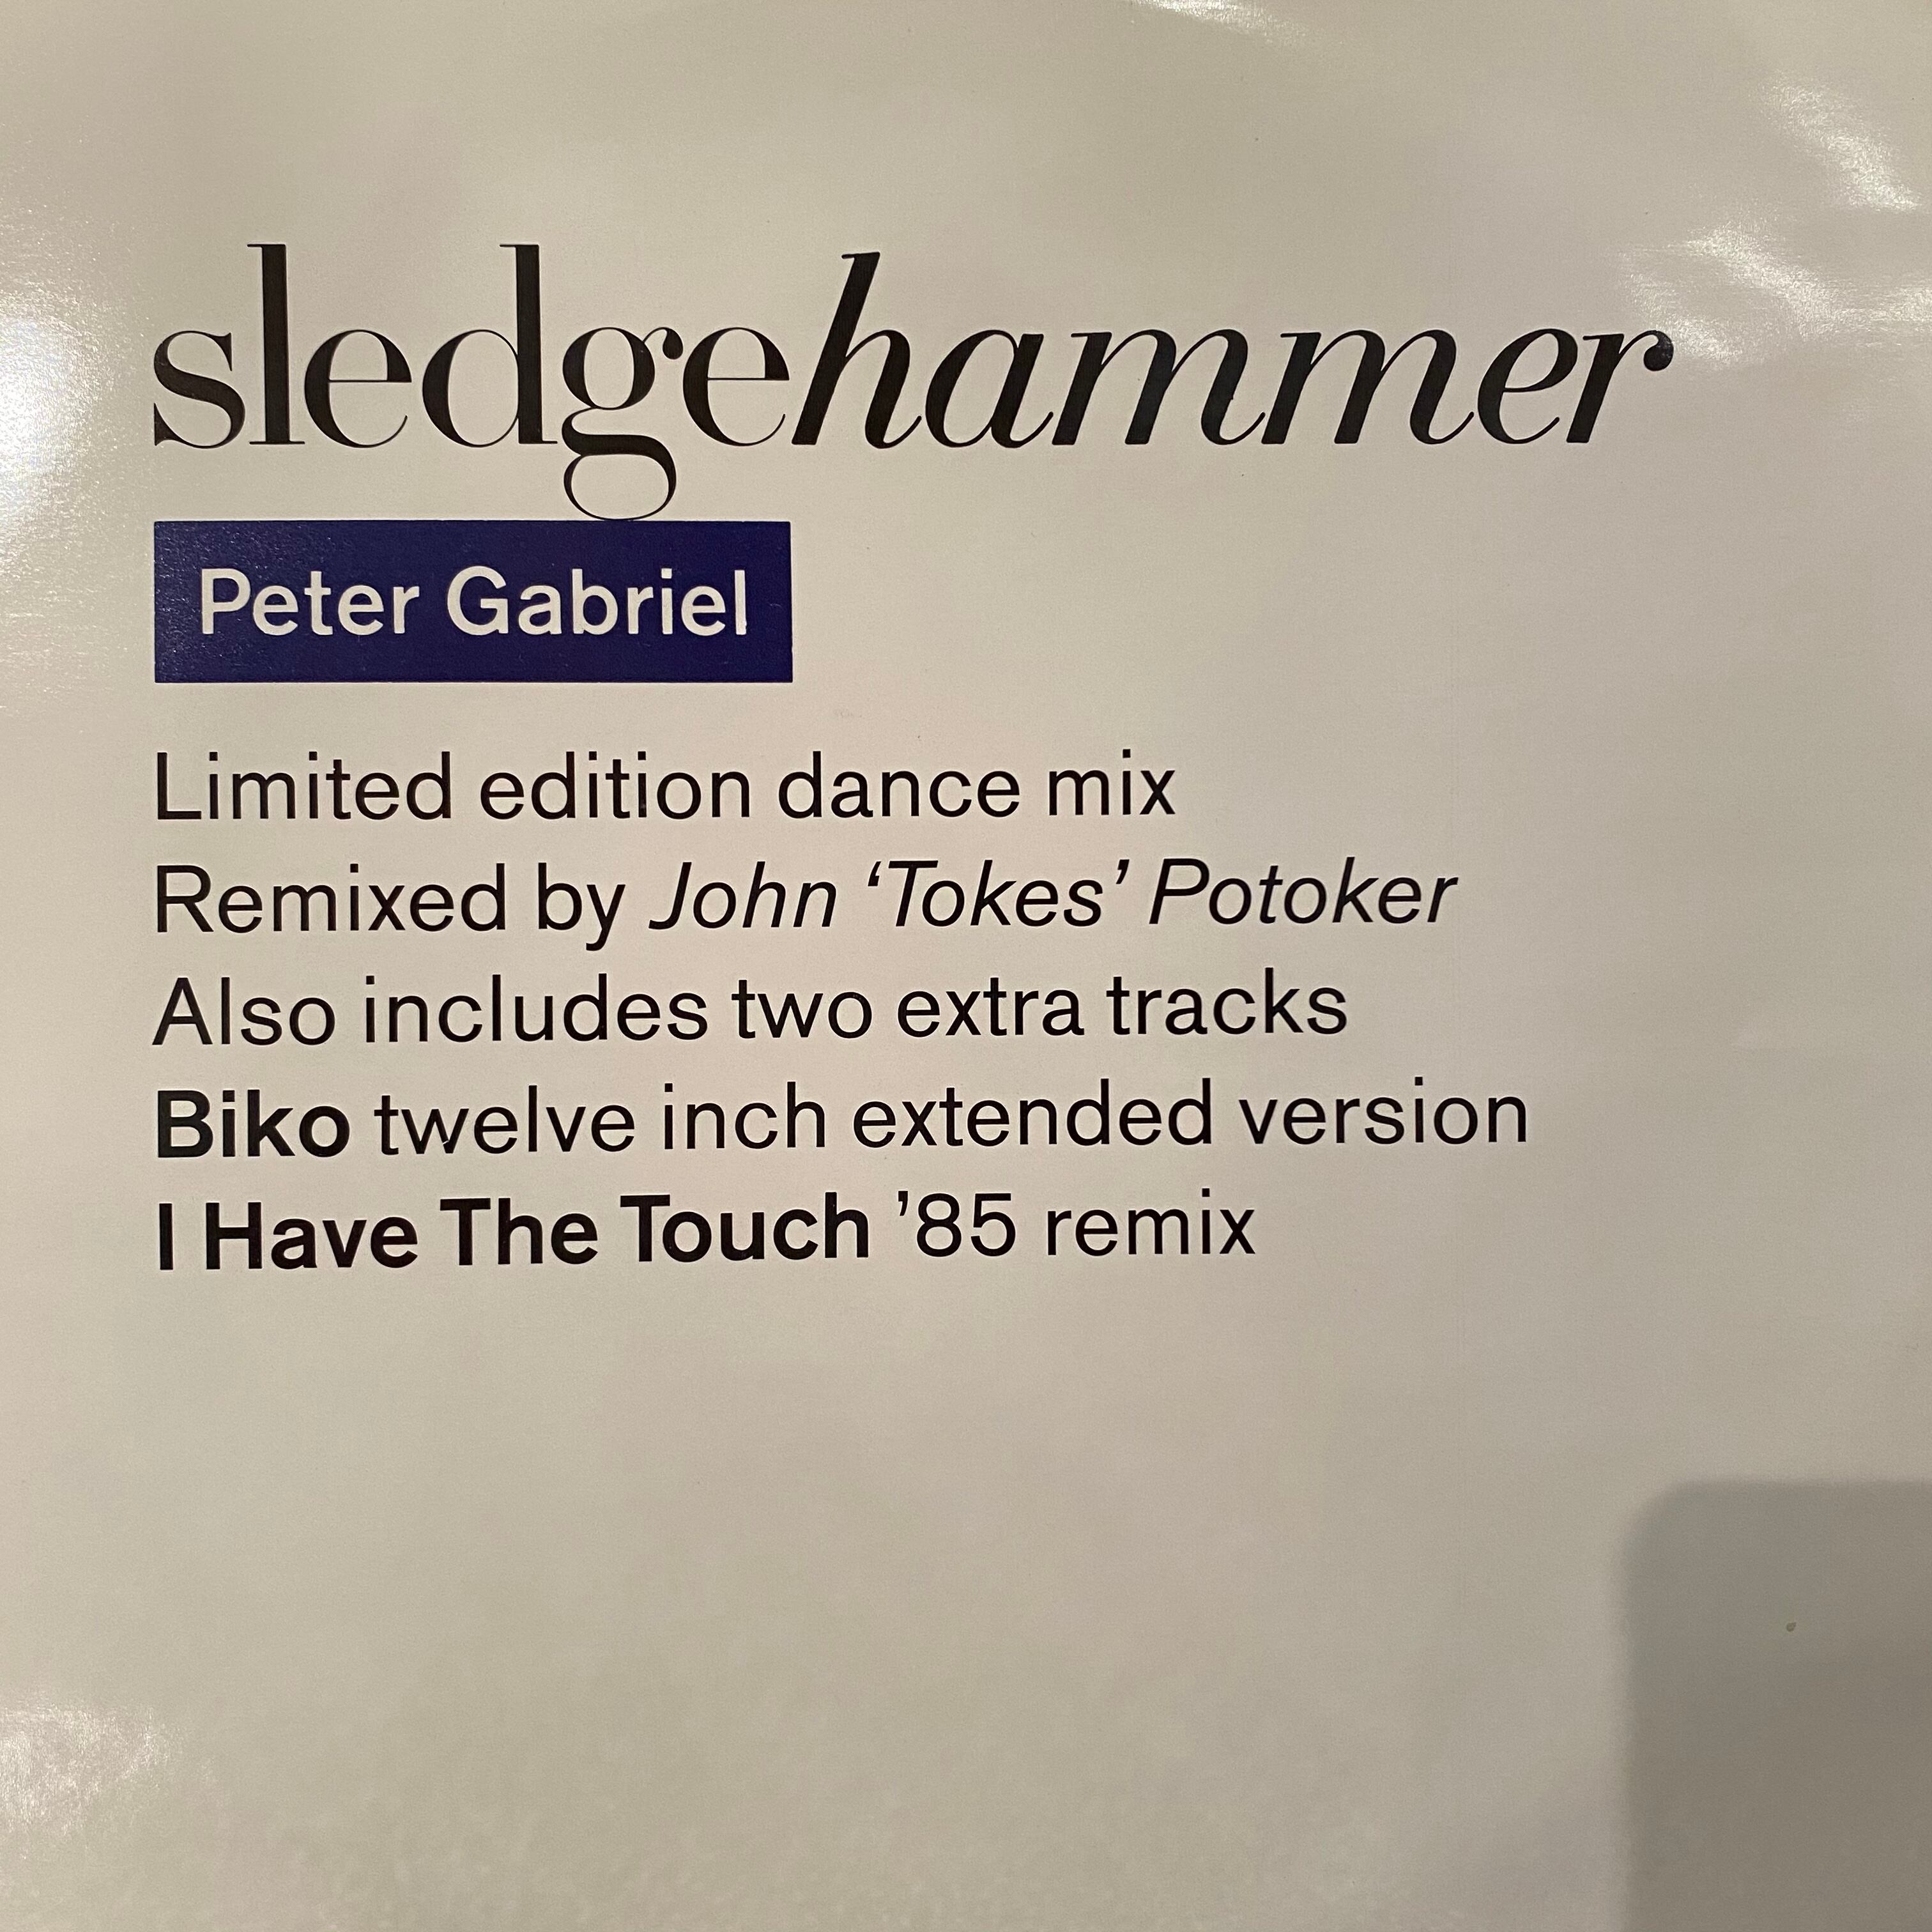 sledgehammer
Peter Gabriel
Limited edition dance mix
Remixed by John ‘Tokes’ Potoker
Also includes two extra tracks
Biko twelve inch extended version
I Have The Touch ’85 remix